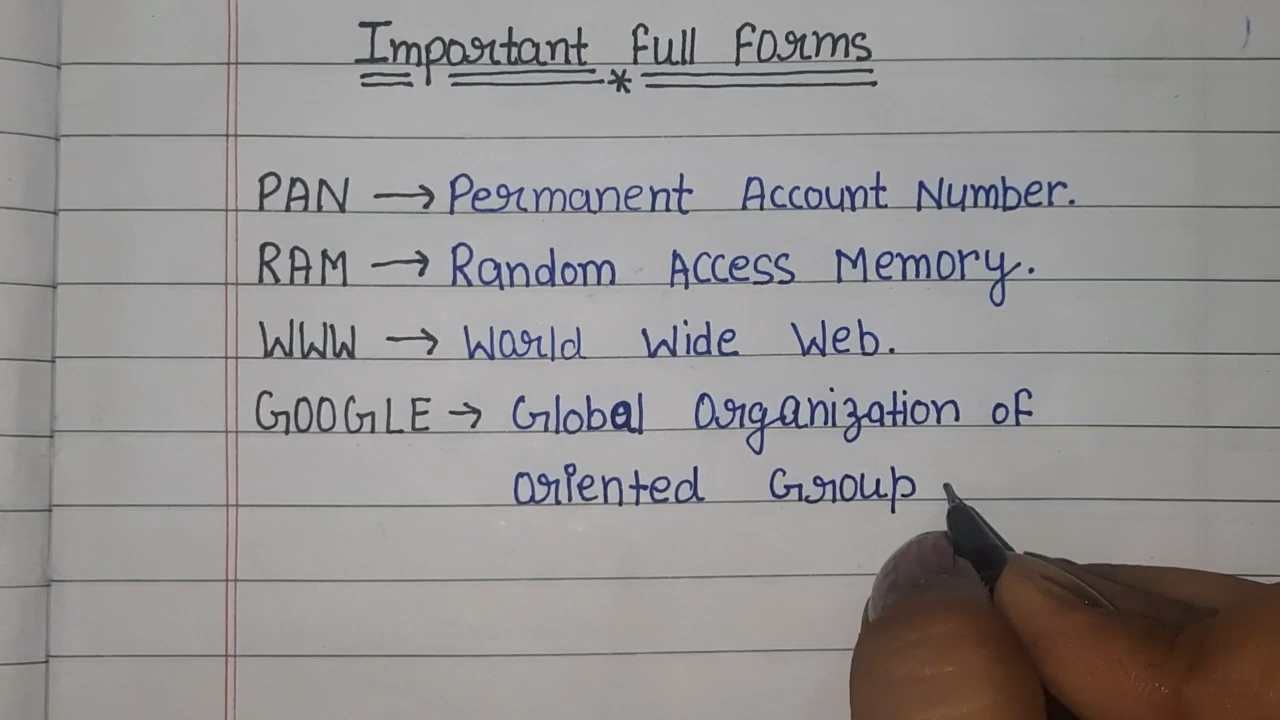 Important Full Forms
PAN → Permanent Account Number.
RAM → Random Access Memory.
WWW → World Wide Web.
GOOGLE → Global Organization of
oriented Group